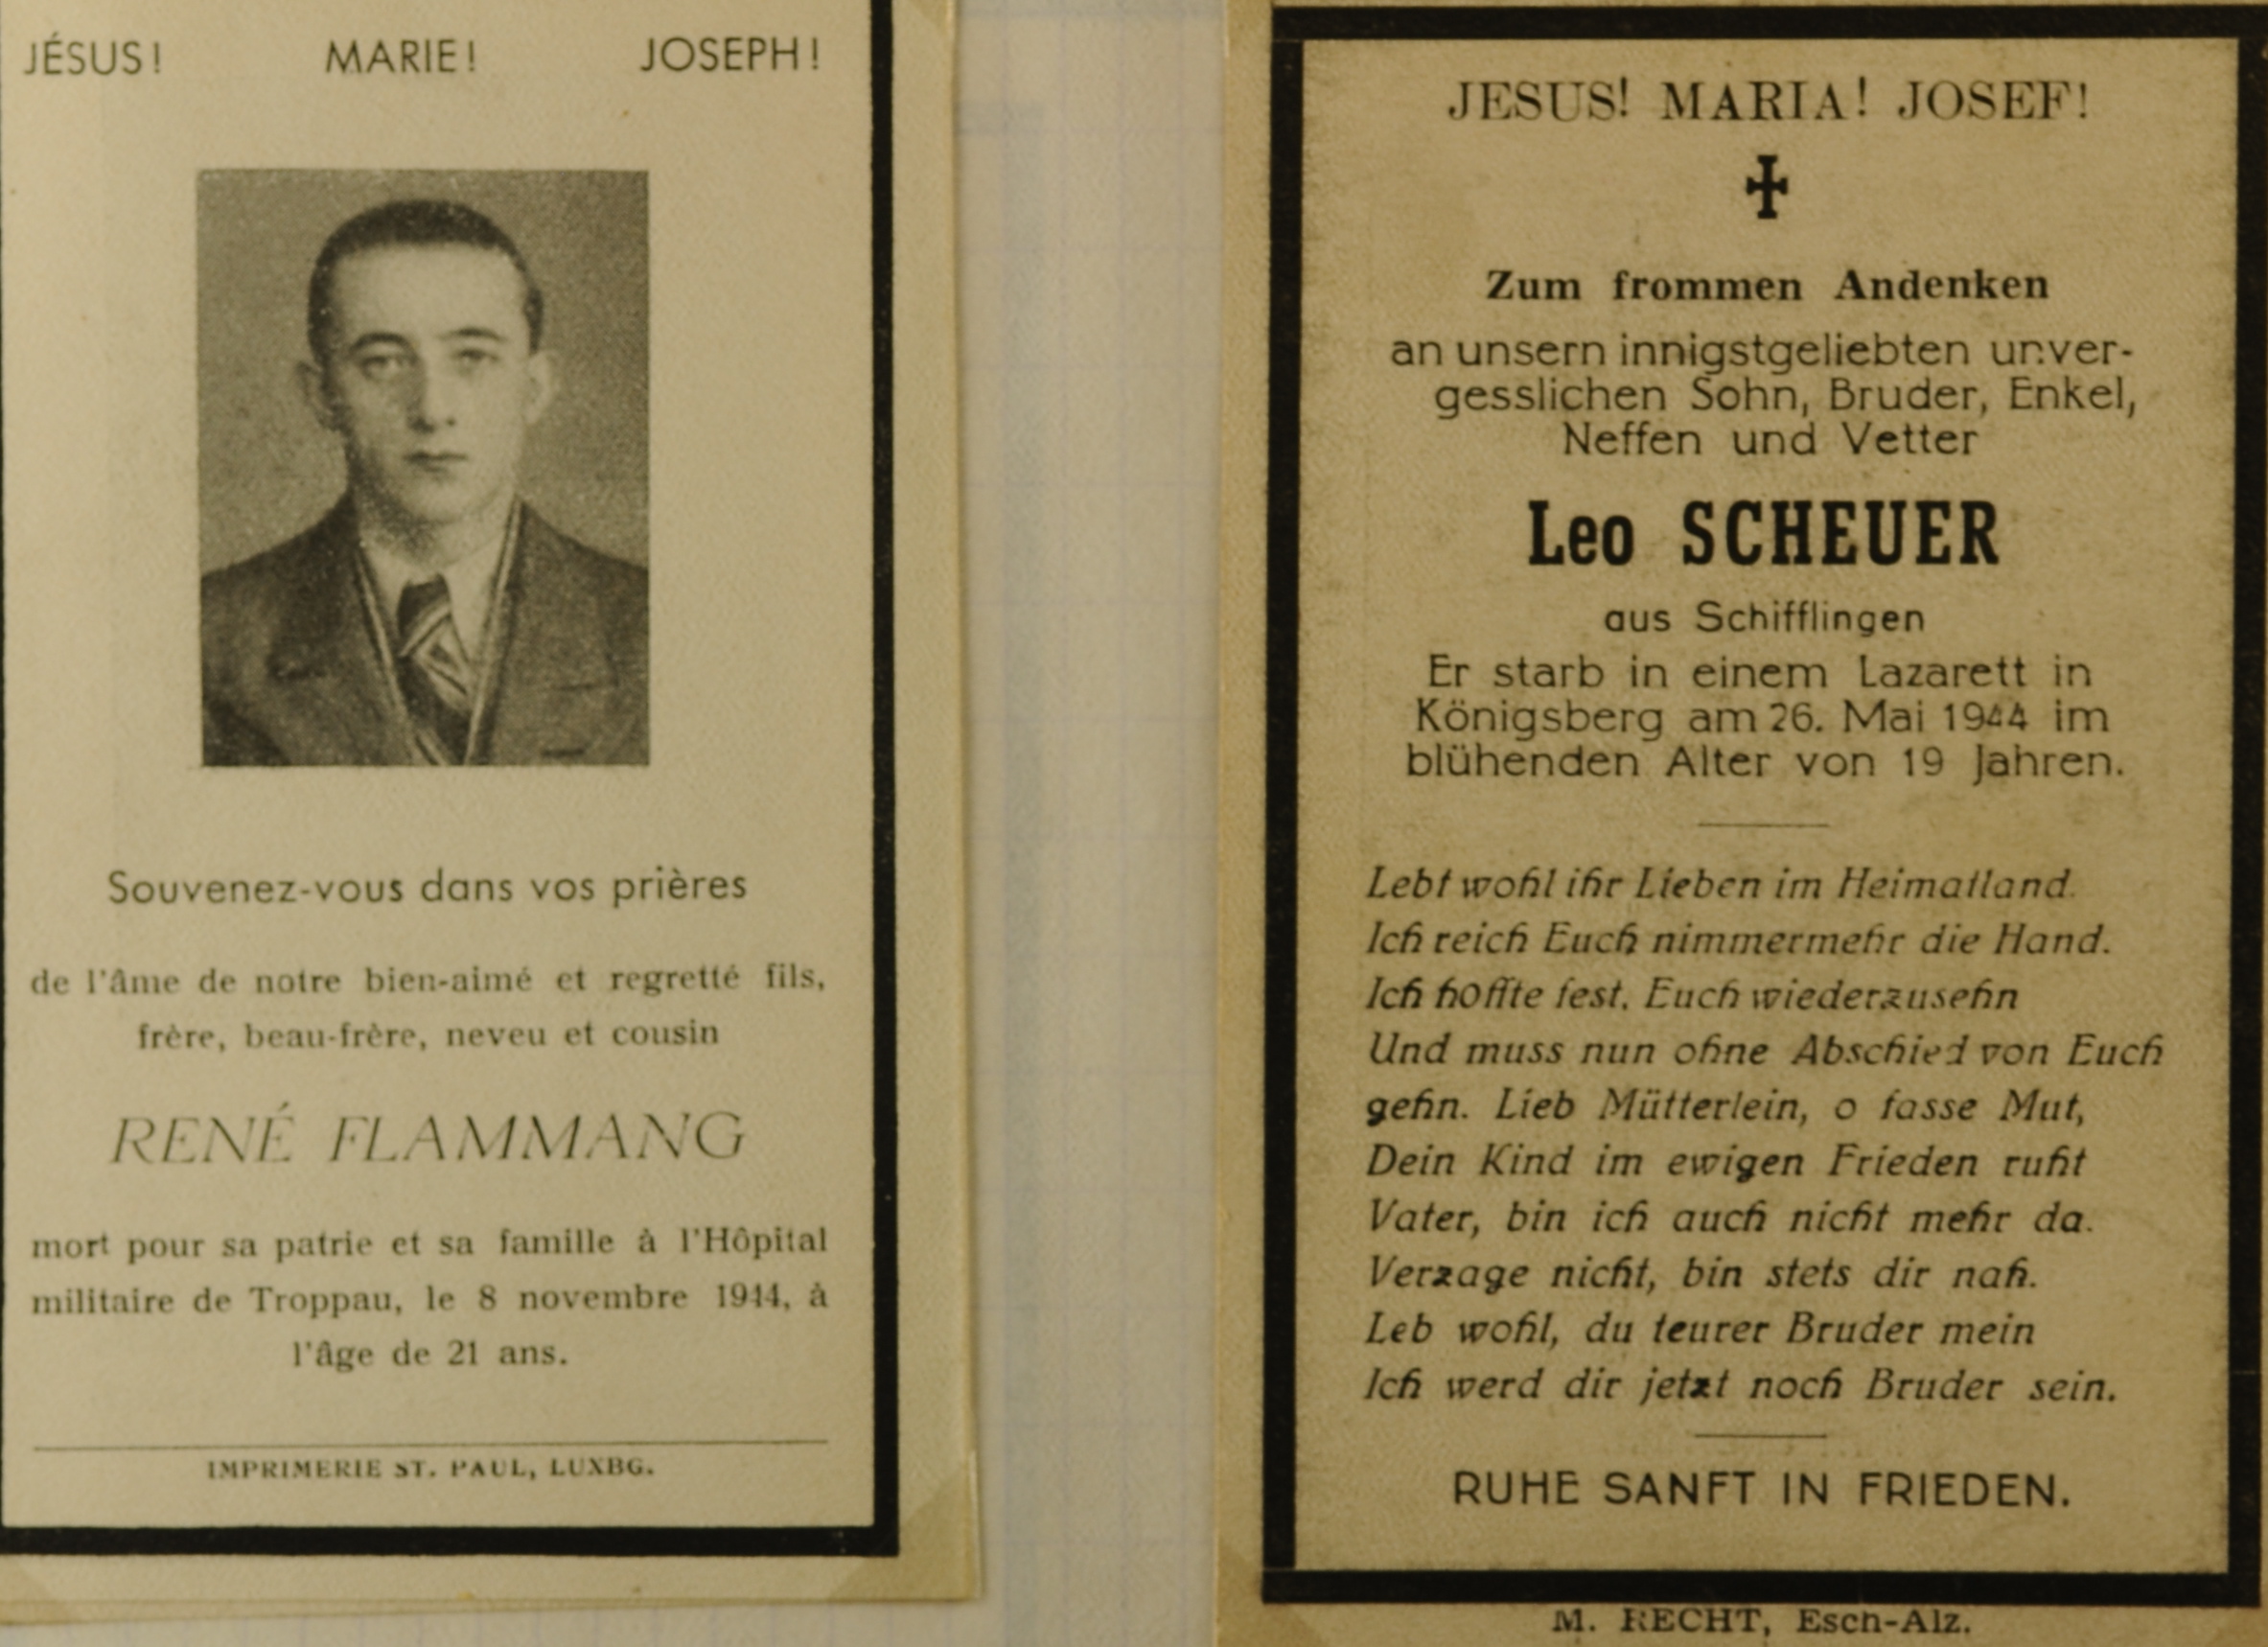 JÉSUS! MARIE! JOSEPH!
Souvenez-vous dans vos prières
de l'âme de notre bien-aimé et regretté fils,
frère, beau-frère, neveu et cousin
RENÉ FLAMMANG
mort pour sa patrie et sa famille à l'Hôpital
militaire de Troppau, le 8 novembre 1944, à
l'âge de 21 ans.
IMPRIMERIE ST. PAUL, LUXBG.
JESUS! MARIA! JOSEF!
Zum frommen Andenken
an unsern innigstgeliebten unver-
gesslichen Sohn, Bruder, Enkel,
Neffen und Vetter
Leo SCHEUER
aus Schifflingen
Er starb in einem Lazarett in
Königsberg am 26. Mai 1944 im
blühenden Alter von 19 Jahren.
Lebt wohl ihr Lieben im Heimatland.
Ich reich Euch nimmermehr die Hand.
Ich hoffte fest. Euch wiederzusehn
Und muss nun ohne Abschied von Euch
gehn. Lieb Mütterlein, o fasse Mut,
Dein Kind im ewigen Frieden ruht
Vater, bin ich auch nicht mehr da.
Verzage nicht, bin stets dir nah.
Leb wohl, du teurer Bruder mein
Ich werd dir jetzt noch Bruder sein.
RUHE SANFT IN FRIEDEN.
M. RECHT, Esch-Alz.